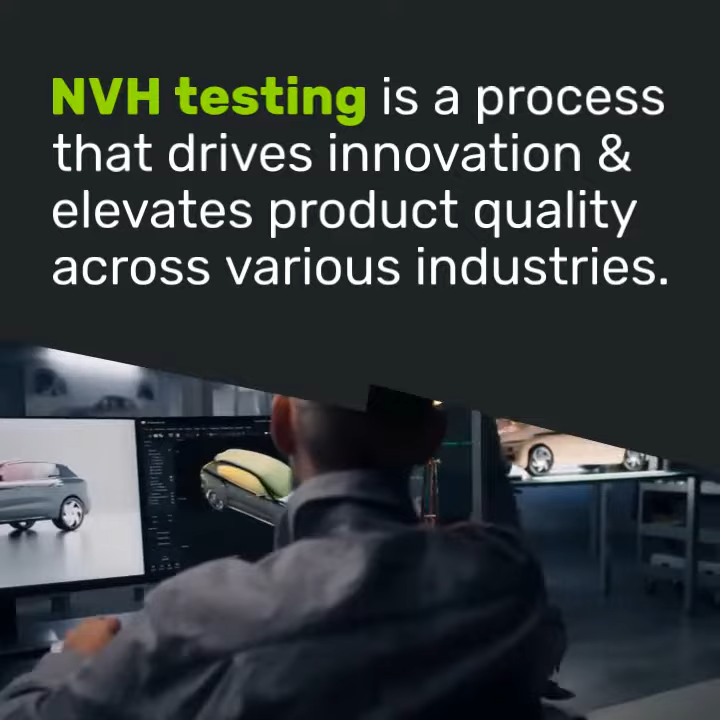 NVH testing is a process
that drives innovation &
elevates product quality
across various industries.